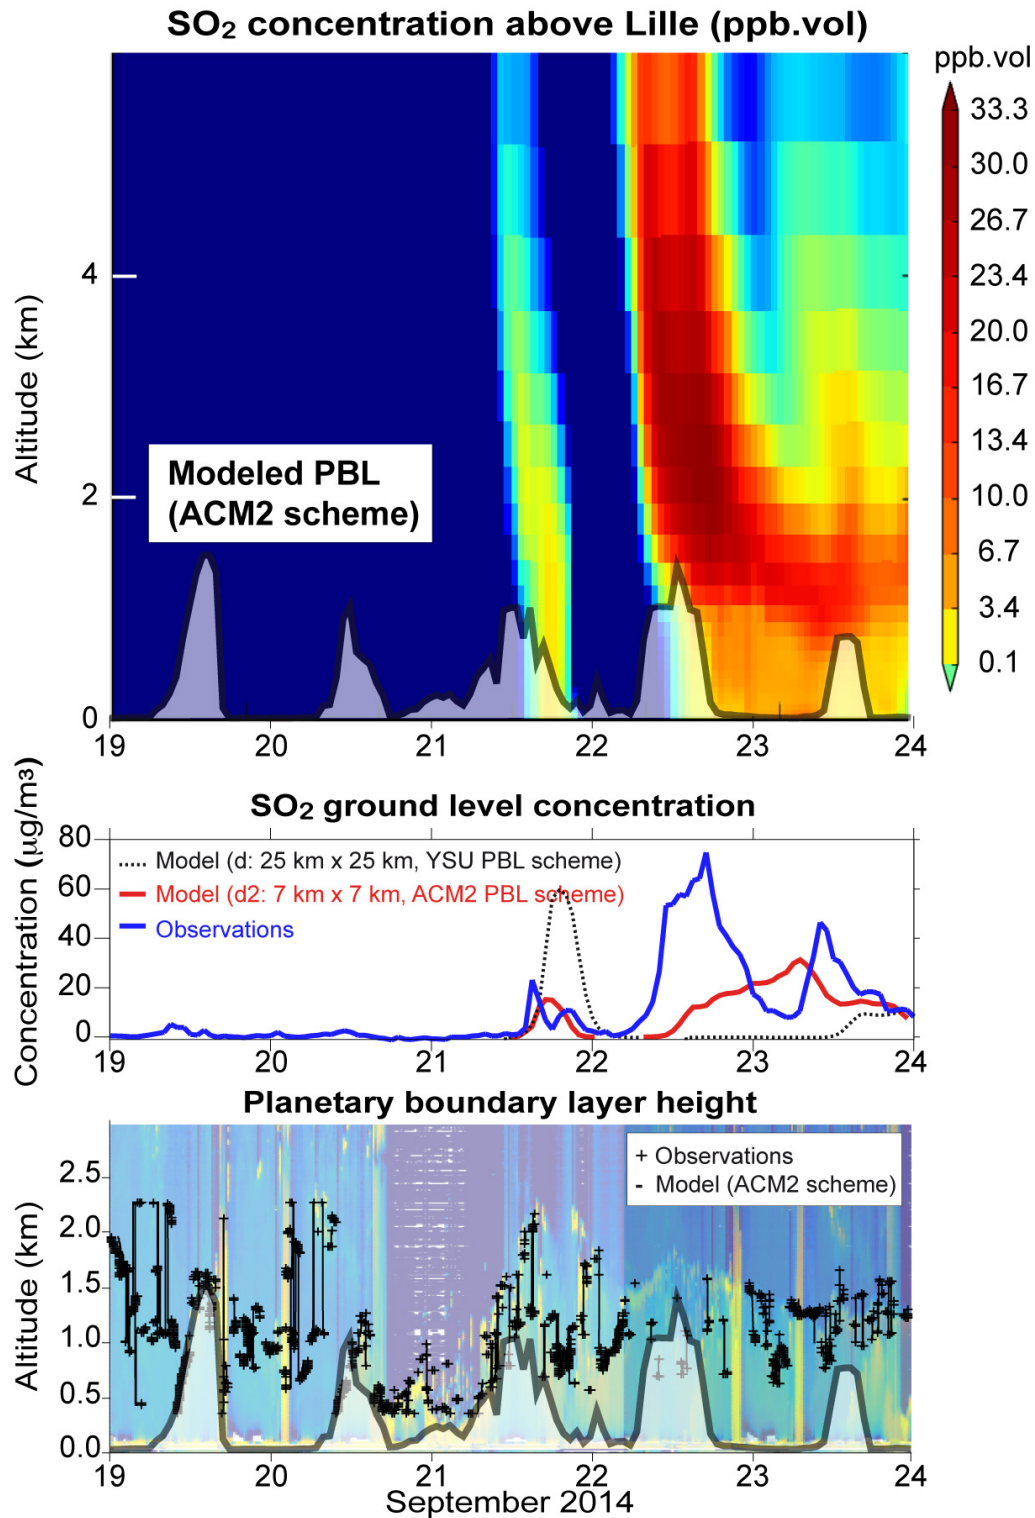 SO₂ concentration above Lille (ppb.vol)
ppb.vol
33.3
30.0
26.7
23.4
20.0
16.7
13.4
10.0
6.7
3.4
0.1
Altitude (km)
4
2
0
Modeled PBL
(ACM2 scheme)
19 20 21 22 23 24
SO₂ ground level concentration
Concentration (µg/m³)
80
60
40
20
0
Model (d: 25 km x 25 km, YSU PBL scheme)
Model (d2: 7 km x 7 km, ACM2 PBL scheme)
Observations
19 20 21 22 23 24
Planetary boundary layer height
Altitude (km)
2.5
2.0
1.5
1.0
0.5
0.0
+ Observations
- Model (ACM2 scheme)
19 20 21 22 23 24
September 2014